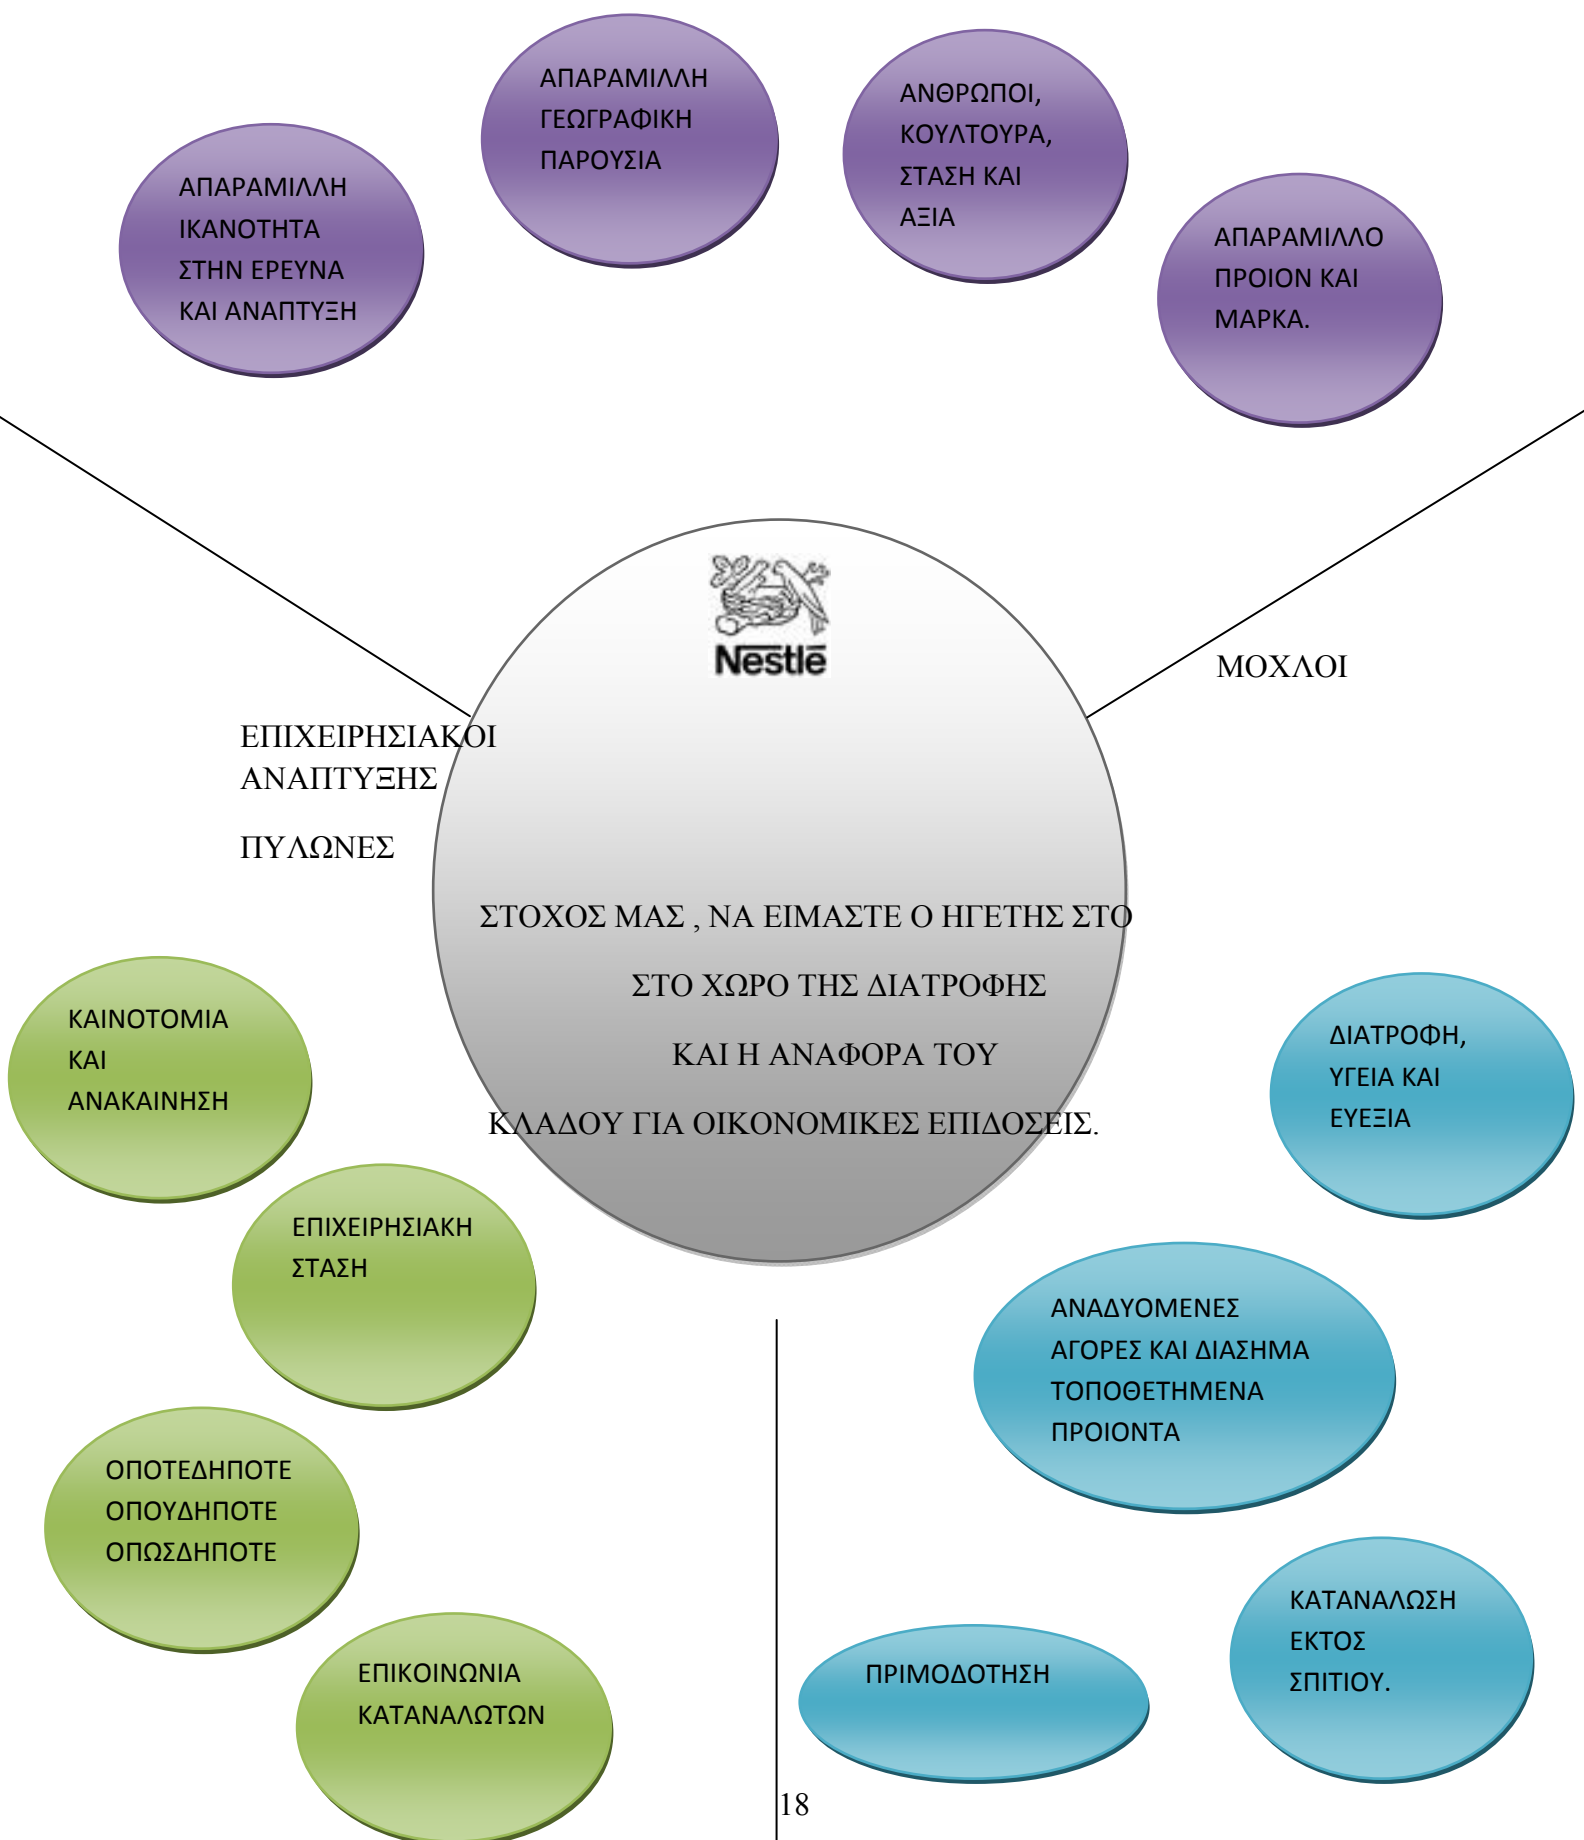 ΑΠΑΡΑΜΙΛΛΗ
ΓΕΩΓΡΑΦΙΚΗ
ΠΑΡΟΥΣΙΑ
ΑΝΘΡΩΠΟΙ,
ΚΟΥΛΤΟΥΡΑ,
ΣΤΑΣΗ ΚΑΙ
ΑΞΙΑ
ΑΠΑΡΑΜΙΛΛΗ
ΙΚΑΝΟΤΗΤΑ
ΣΤΗΝ ΕΡΕΥΝΑ
ΚΑΙ ΑΝΑΠΤΥΞΗ
ΑΠΑΡΑΜΙΛΛΟ
ΠΡΟΙΟΝ ΚΑΙ
ΜΑΡΚΑ.
Nestlē
ΜΟΧΛΟΙ
ΕΠΙΧΕΙΡΗΣΙΑΚΟΙ
ΑΝΑΠΤΥΞΗΣ
ΠΥΛΩΝΕΣ
ΣΤΟΧΟΣ ΜΑΣ , ΝΑ ΕΙΜΑΣΤΕ Ο ΗΓΕΤΗΣ ΣΤΟ
ΣΤΟ ΧΩΡΟ ΤΗΣ ΔΙΑΤΡΟΦΗΣ
ΚΑΙ Η ΑΝΑΦΟΡΑ ΤΟΥ
ΚΛΑΔΟΥ ΓΙΑ ΟΙΚΟΝΟΜΙΚΕΣ ΕΠΙΔΟΣΕΙΣ.
ΚΑΙΝΟΤΟΜΙΑ
ΚΑΙ
ΑΝΑΚΑΙΝΗΣΗ
ΔΙΑΤΡΟΦΗ,
ΥΓΕΙΑ ΚΑΙ
ΕΥΕΞΙΑ
ΕΠΙΧΕΙΡΗΣΙΑΚΗ
ΣΤΑΣΗ
ΑΝΑΔΥΟΜΕΝΕΣ
ΑΓΟΡΕΣ ΚΑΙ ΔΙΑΣΗΜΑ
ΤΟΠΟΘΕΤΗΜΕΝΑ
ΠΡΟΙΟΝΤΑ
ΟΠΟΤΕΔΗΠΟΤΕ
ΟΠΟΥΔΗΠΟΤΕ
ΟΠΩΣΔΗΠΟΤΕ
ΚΑΤΑΝΑΛΩΣΗ
ΕΚΤΟΣ
ΣΠΙΤΙΟΥ.
ΕΠΙΚΟΙΝΩΝΙΑ
ΚΑΤΑΝΑΛΩΤΩΝ
ΠΡΙΜΟΔΟΤΗΣΗ
18